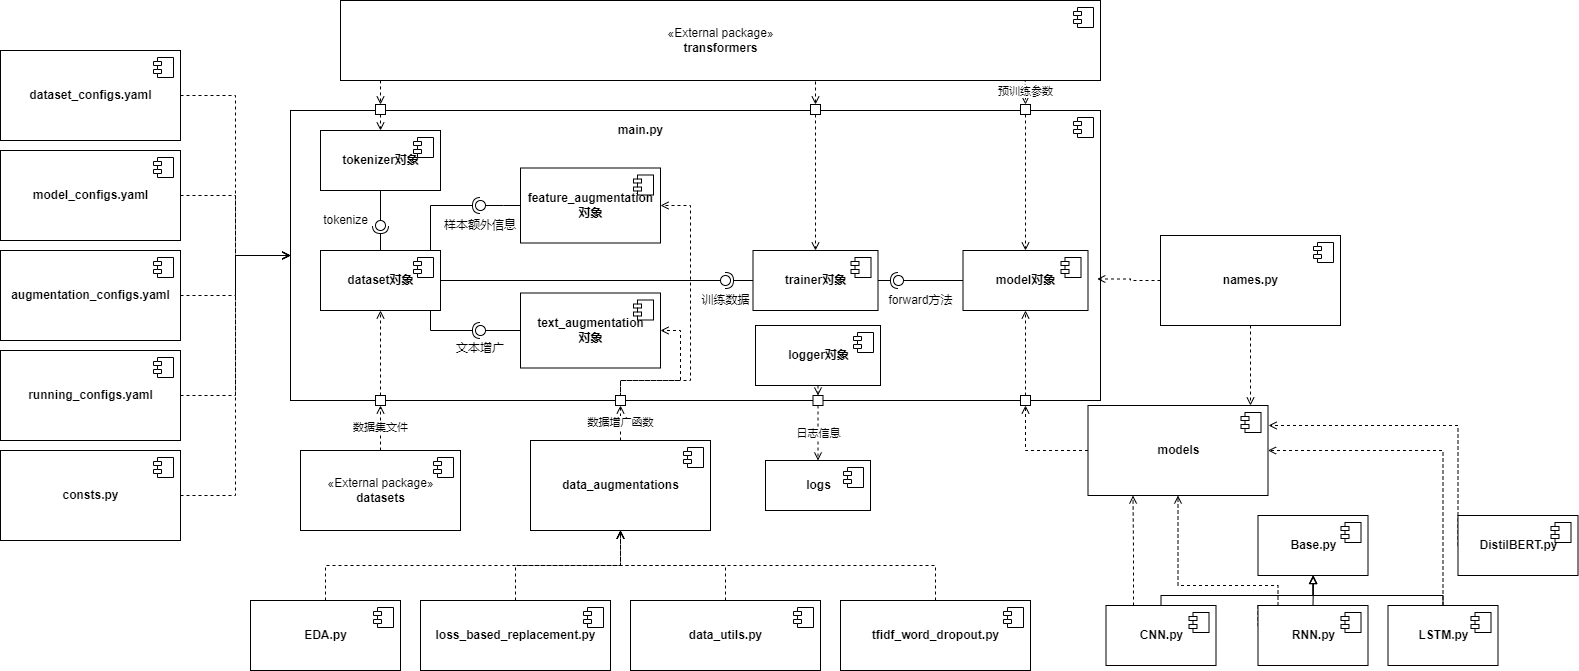 «External package»
transformers
dataset_configs.yaml
预训练参数
main.py
tokenizer对象
model_configs.yaml
feature_augmentation
对象
tokenize
样本额外信息
augmentation_configs.yaml
dataset对象
trainer对象
model对象
names.py
训练数据
forward方法
text_augmentation
对象
文本增广
logger对象
running_configs.yaml
数据集文件
数据增广函数
日志信息
models
consts.py
«External package»
datasets
data_augmentations
logs
Base.py
DistilBERT.py
EDA.py
loss_based_replacement.py
data_utils.py
tfidf_word_dropout.py
CNN.py
RNN.py
LSTM.py